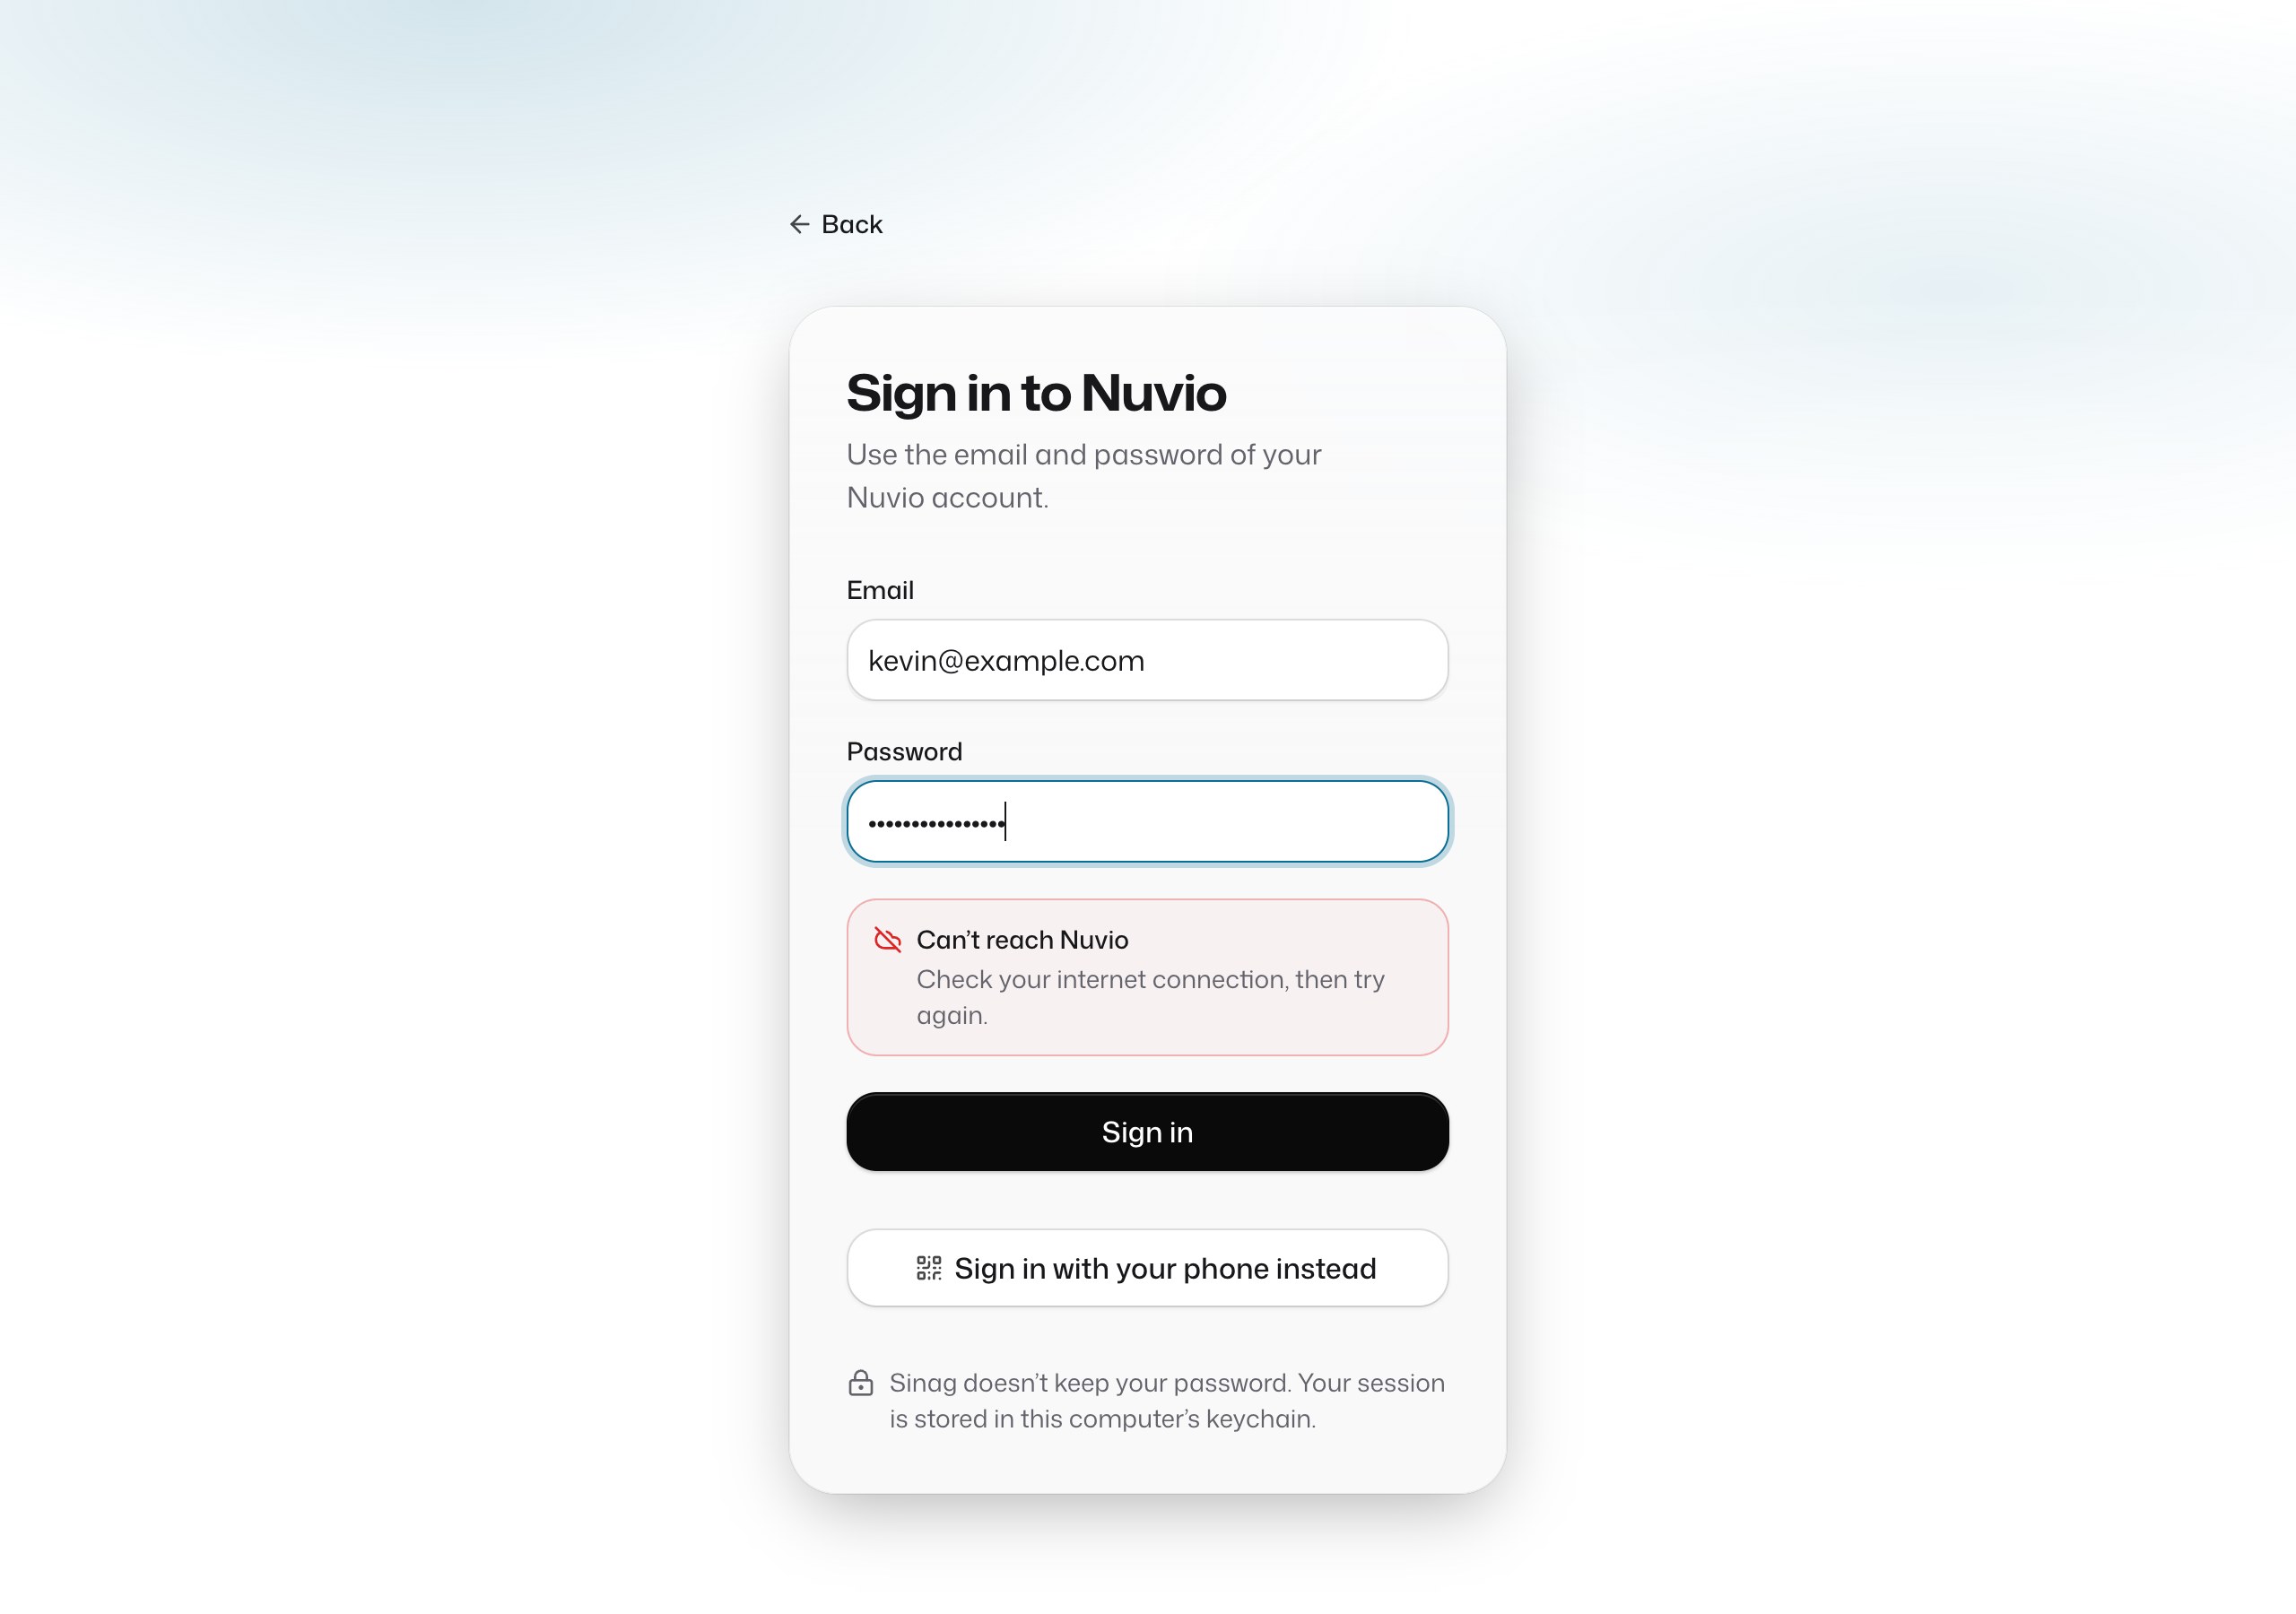 Back
Sign in to Nuvio
Use the email and password of your
Nuvio account.
Email
kevin@example.com
Password
••••••••••••••••
Can’t reach Nuvio
Check your internet connection, then try
again.
Sign in
Sign in with your phone instead
Sinag doesn’t keep your password. Your session
is stored in this computer’s keychain.